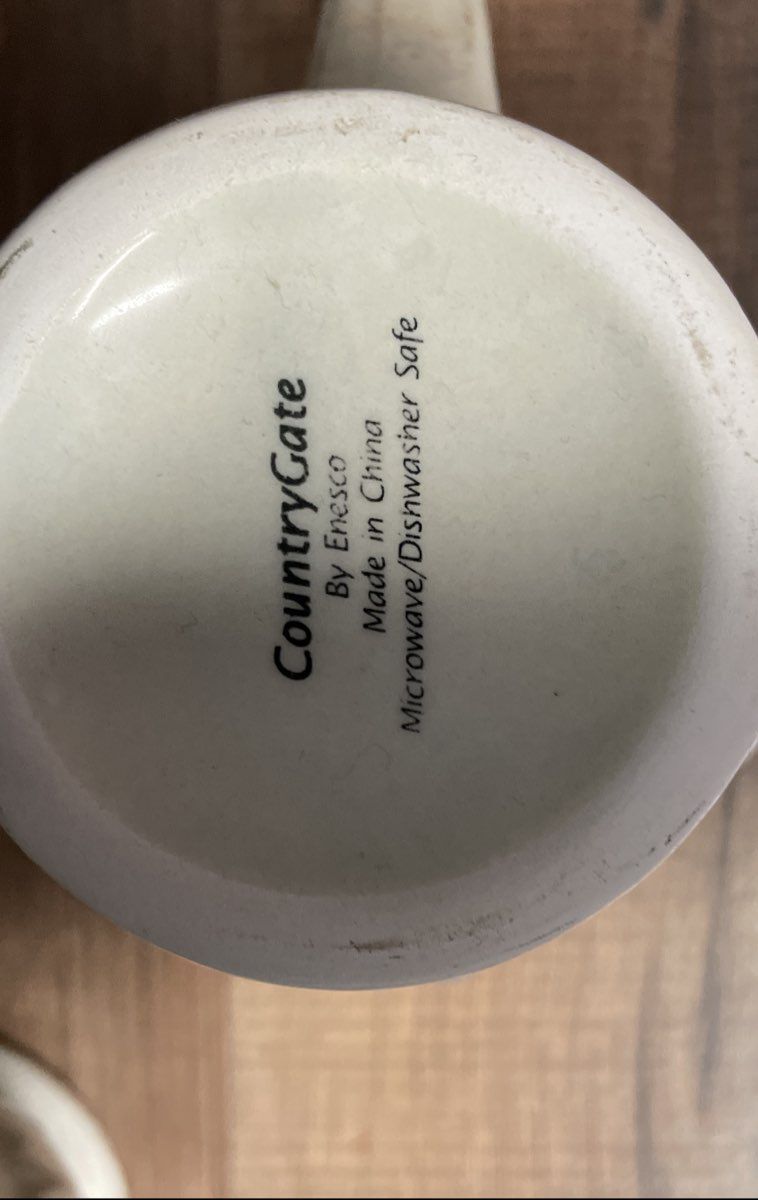 CountryGate
By Enesco
Made in China
Microwave/Dishwasher Safe